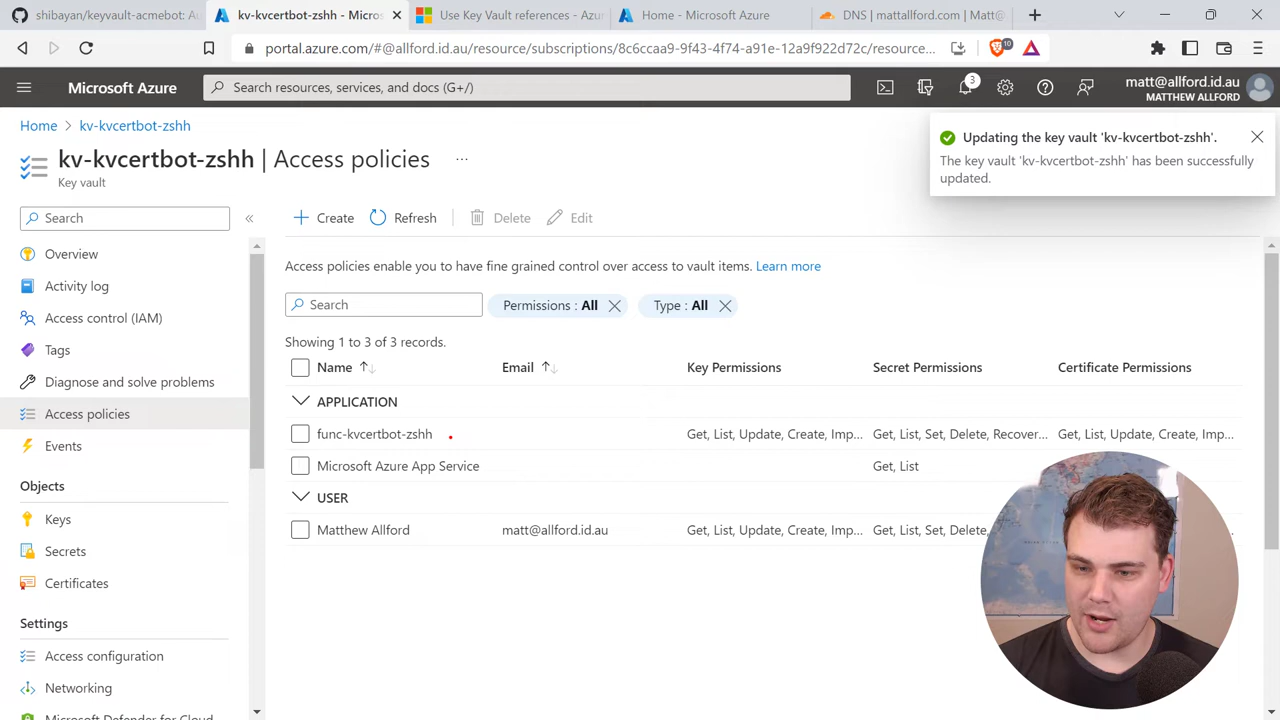 shibayan/keyvault-acmebot: Au
kv-kvcertbot-zshh - Micros
Use Key Vault references - Azur
Home - Microsoft Azure
DNS | mattallford.com | Matt@
portal.azure.com/#@allford.id.au/resource/subscriptions/8c6ccaa9-9f43-4f74-a91e-12a9f922d72c/resource...
10
Microsoft Azure
Search resources, services, and docs (G+/)
3
matt@allford.id.au
MATTHEW ALLFORD
Home > kv-kvcertbot-zshh
Updating the key vault 'kv-kvcertbot-zshh'.
The key vault 'kv-kvcertbot-zshh' has been successfully
updated.
kv-kvcertbot-zshh | Access policies ...
Key vault
Search «
Overview
Activity log
Access control (IAM)
Tags
Diagnose and solve problems
Access policies
Events
Objects
Keys
Secrets
Certificates
Settings
Access configuration
Networking
Microsoft Defender for Cloud
Create Refresh Delete Edit
Access policies enable you to have fine grained control over access to vault items. Learn more
Search
Permissions : All
Type : All
Showing 1 to 3 of 3 records.
Name Email Key Permissions Secret Permissions Certificate Permissions
APPLICATION
func-kvcertbot-zshh Get, List, Update, Create, Imp... Get, List, Set, Delete, Recover... Get, List, Update, Create, Imp...
Microsoft Azure App Service Get, List
USER
Matthew Allford matt@allford.id.au Get, List, Update, Create, Imp... Get, List, Set, Delete,